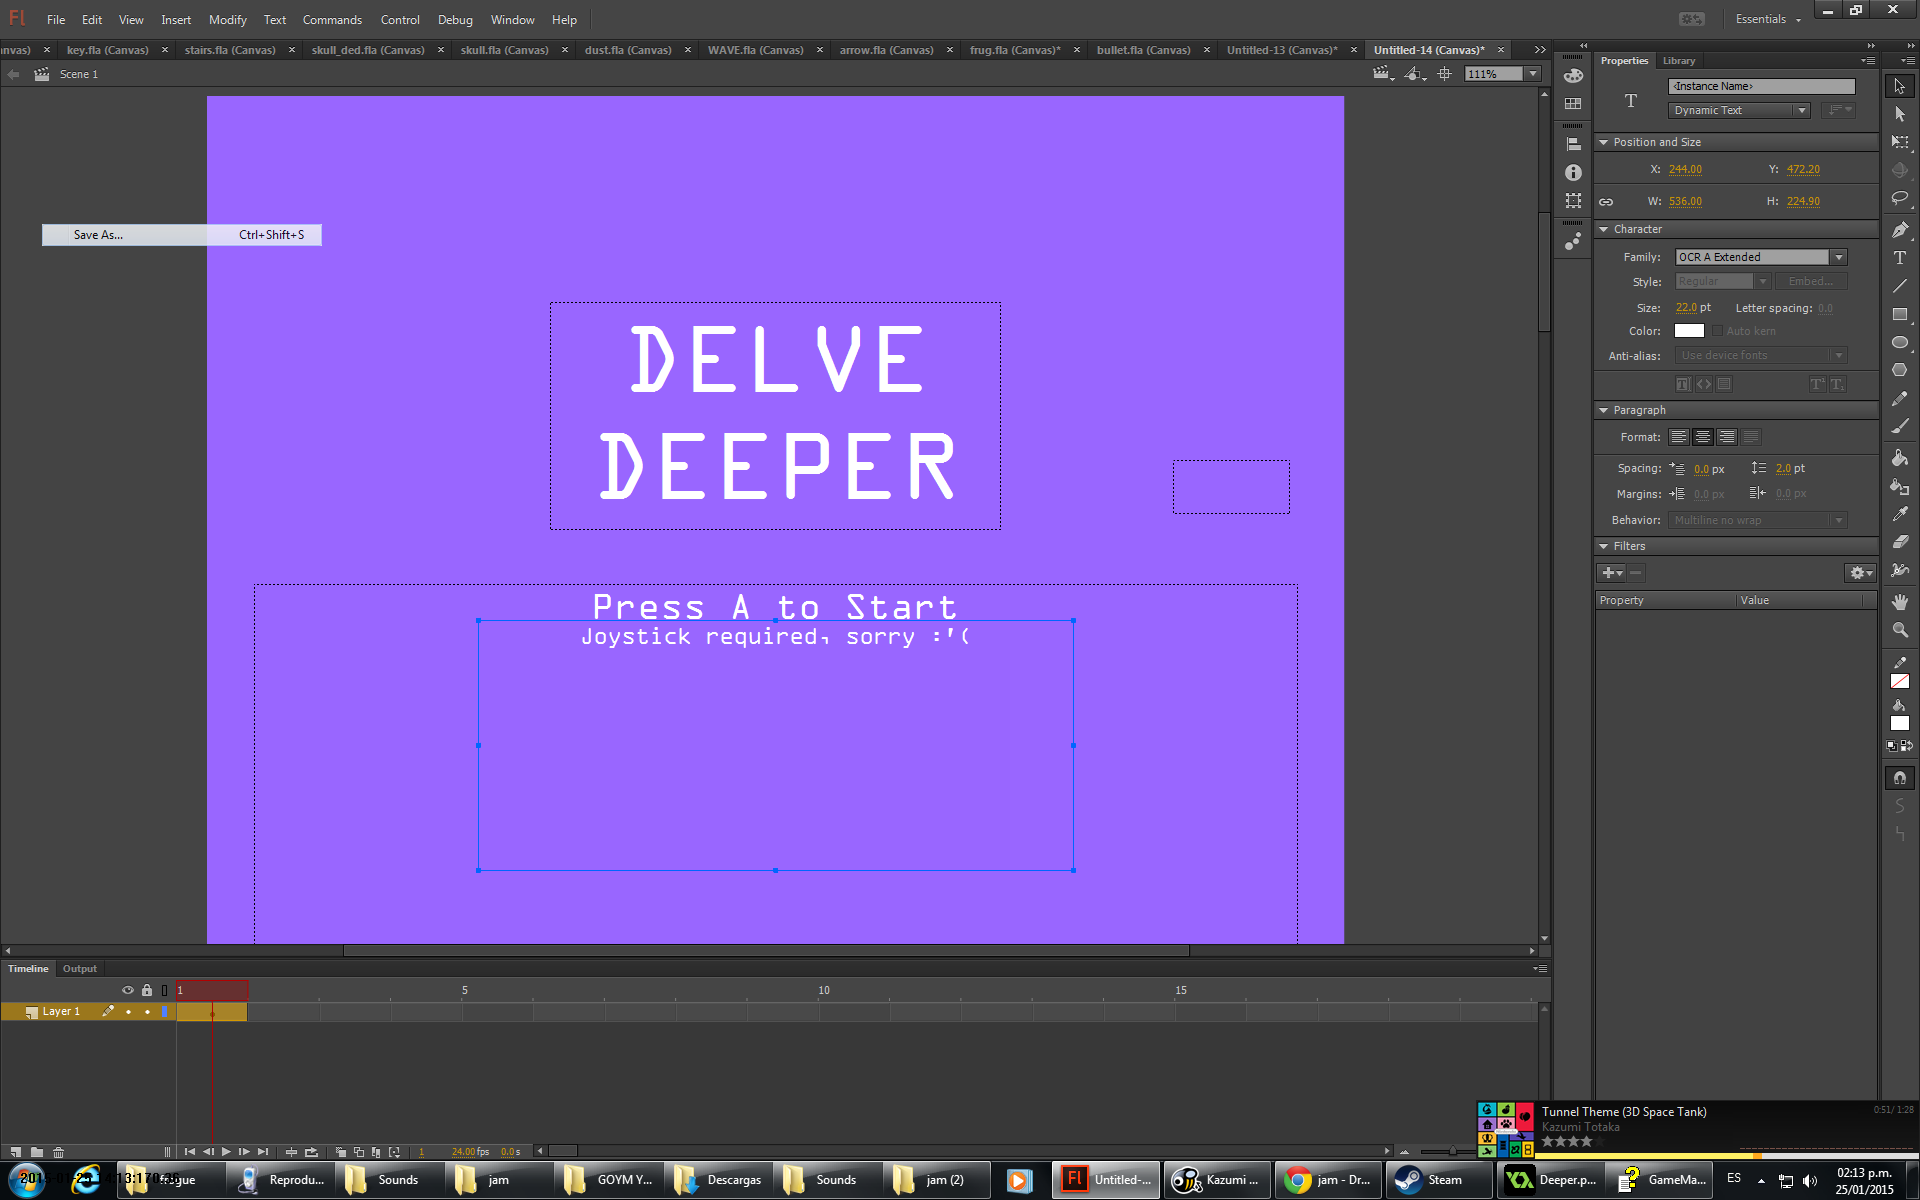 Fl File Edit View Insert Modify Text Commands Control Debug Window Help Essentials
nvas) × key.fla (Canvas) × stairs.fla (Canvas) × skull_ded.fla (Canvas) × skull.fla (Canvas) × dust.fla (Canvas) × WAVE.fla (Canvas) × arrow.fla (Canvas) × frug.fla (Canvas)* × bullet.fla (Canvas) × Untitled-13 (Canvas)* × Untitled-14 (Canvas)* ×
Scene 1 111%
Save As... Ctrl+Shift+S
DELVE
DEEPER
Press A to Start
Joystick required, sorry :'(
Properties Library
<Instance Name>
Dynamic Text
Position and Size
X: 244.00 Y: 472.20
W: 536.00 H: 224.90
Character
Family: OCR A Extended
Style: Regular Embed...
Size: 22.0 pt Letter spacing: 0.0
Color: Auto kern
Anti-alias: Use device fonts
Paragraph
Format:
Spacing: 0.0 px 2.0 pt
Margins: 0.0 px 0.0 px
Behavior: Multiline no wrap
Filters
Property Value
Timeline Output
1 5 10 15
Layer 1
1 24.00 fps 0.0 s
Tunnel Theme (3D Space Tank) 0:51/ 1:28
Kazumi Totaka
Reprodu... Sounds jam GOYM Y... Descargas Sounds jam (2) Untitled-... Kazumi ... jam - Dr... Steam Deeper.p... GameMa... ES
02:13 p.m.
25/01/2015